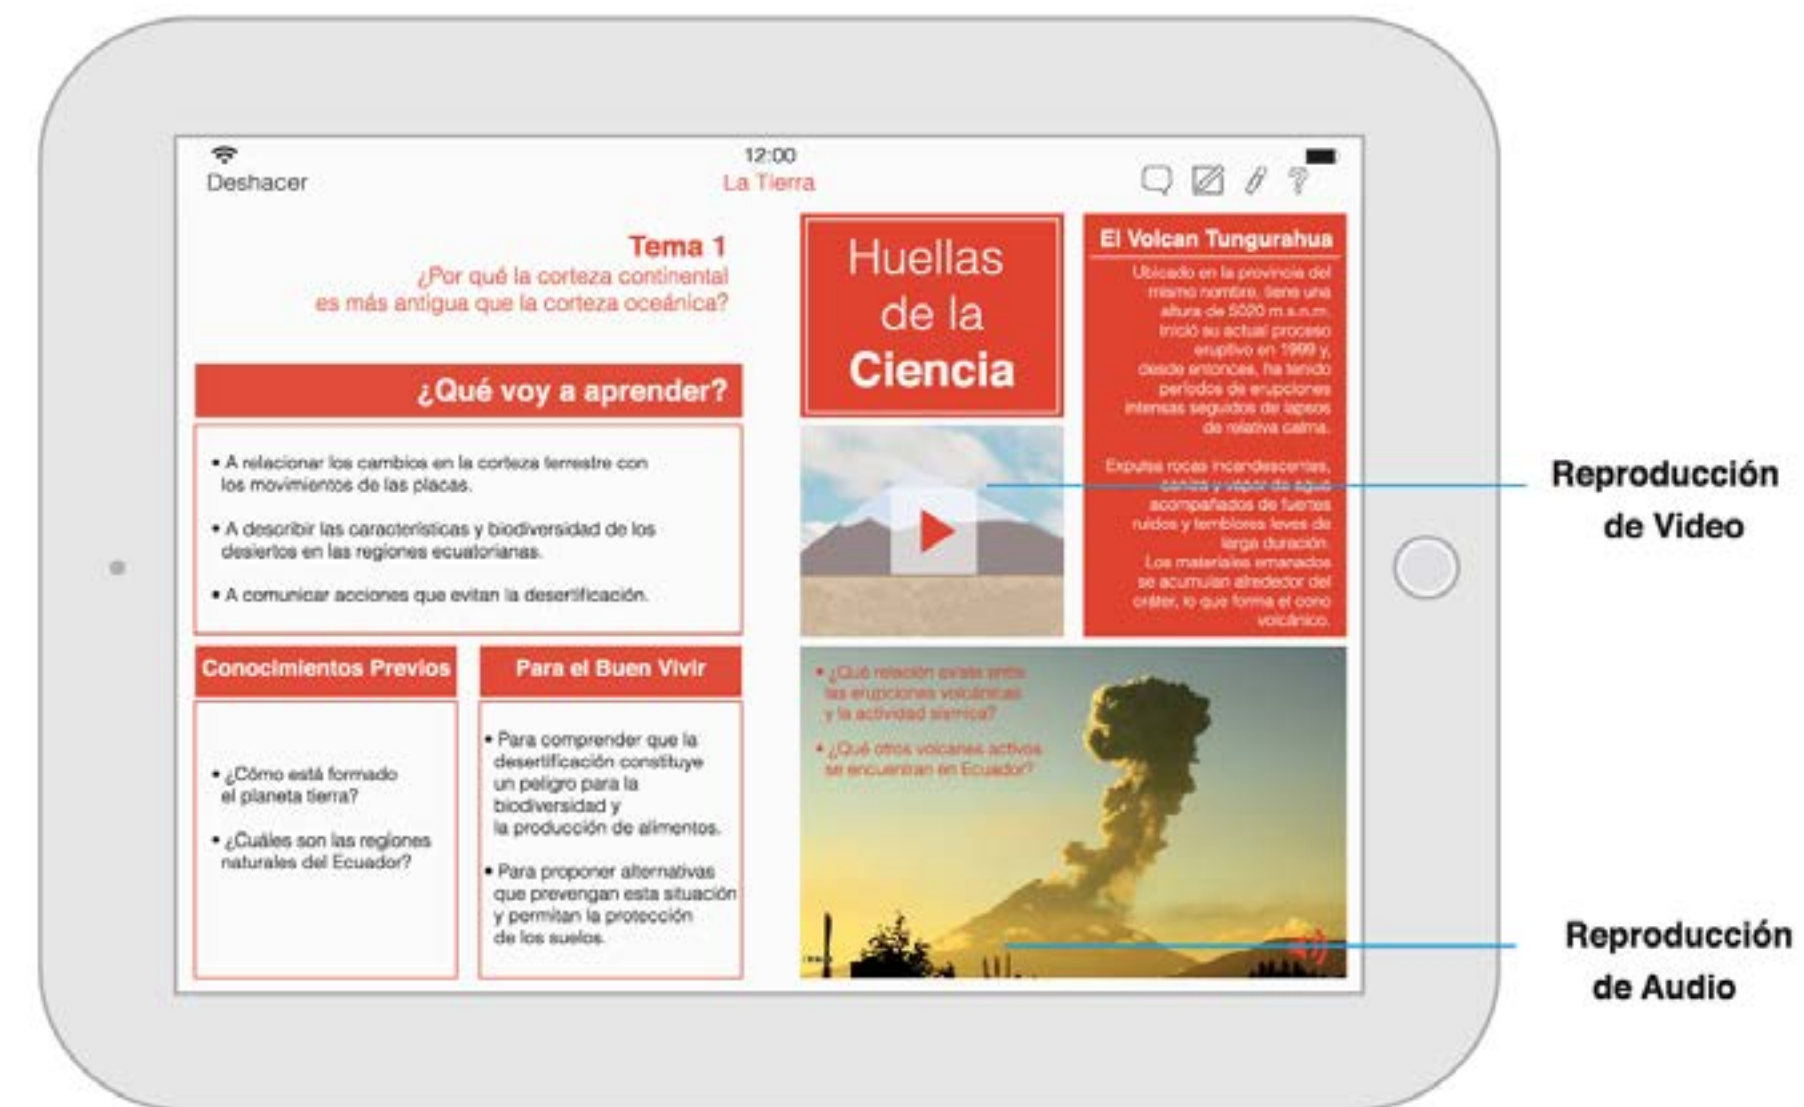 12:00
Deshacer
La Tierra
Tema 1
¿Por qué la corteza continental
es más antigua que la corteza oceánica?
¿Qué voy a aprender?
• A relacionar los cambios en la corteza terrestre con
los movimientos de las placas.
• A describir las características y biodiversidad de los
desiertos en las regiones ecuatorianas.
• A comunicar acciones que evitan la desertificación.
Conocimientos Previos
• ¿Cómo está formado
el planeta tierra?
• ¿Cuáles son las regiones
naturales del Ecuador?
Para el Buen Vivir
• Para comprender que la
desertificación constituye
un peligro para la
biodiversidad y
la producción de alimentos.
• Para proponer alternativas
que prevengan esta situación
y permitan la protección
de los suelos.
Huellas
de la
Ciencia
El Volcan Tungurahua
Ubicado en la provincia del
mismo nombre, tiene una
altura de 5020 m.s.n.m.
Inició su actual proceso
eruptivo en 1999 y,
desde entonces, ha tenido
períodos de erupciones
intensas seguidos de lapsos
de relativa calma.
Expulsa rocas incandescentes,
ceniza y vapor de agua
acompañados de fuertes
ruidos y temblores leves de
larga duración.
Los materiales emanados
se acumulan alrededor del
cráter, lo que forma el cono
volcánico.
• ¿Qué relación existe entre
las erupciones volcánicas
y la actividad sísmica?
• ¿Qué otros volcanes activos
se encuentran en Ecuador?
Reproducción
de Video
Reproducción
de Audio